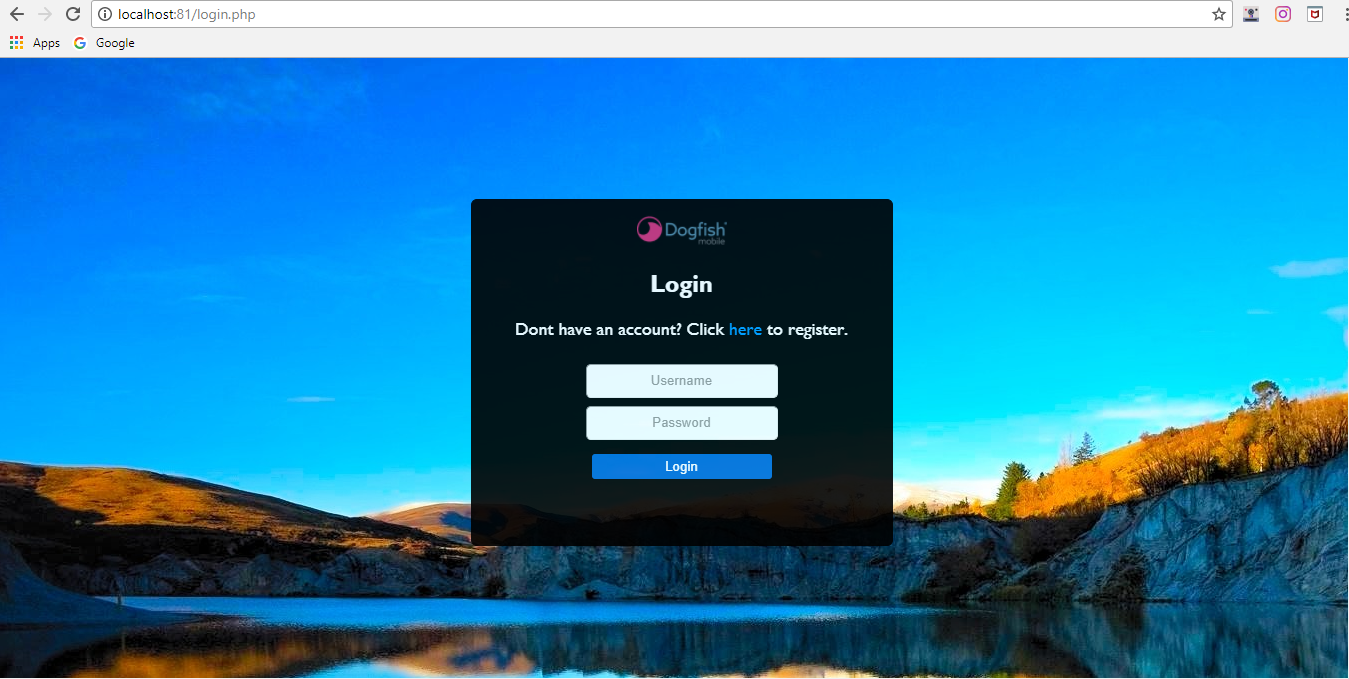 localhost:81/login.php
Apps Google
Dogfish
mobile
Login
Dont have an account? Click here to register.
Username
Password
Login